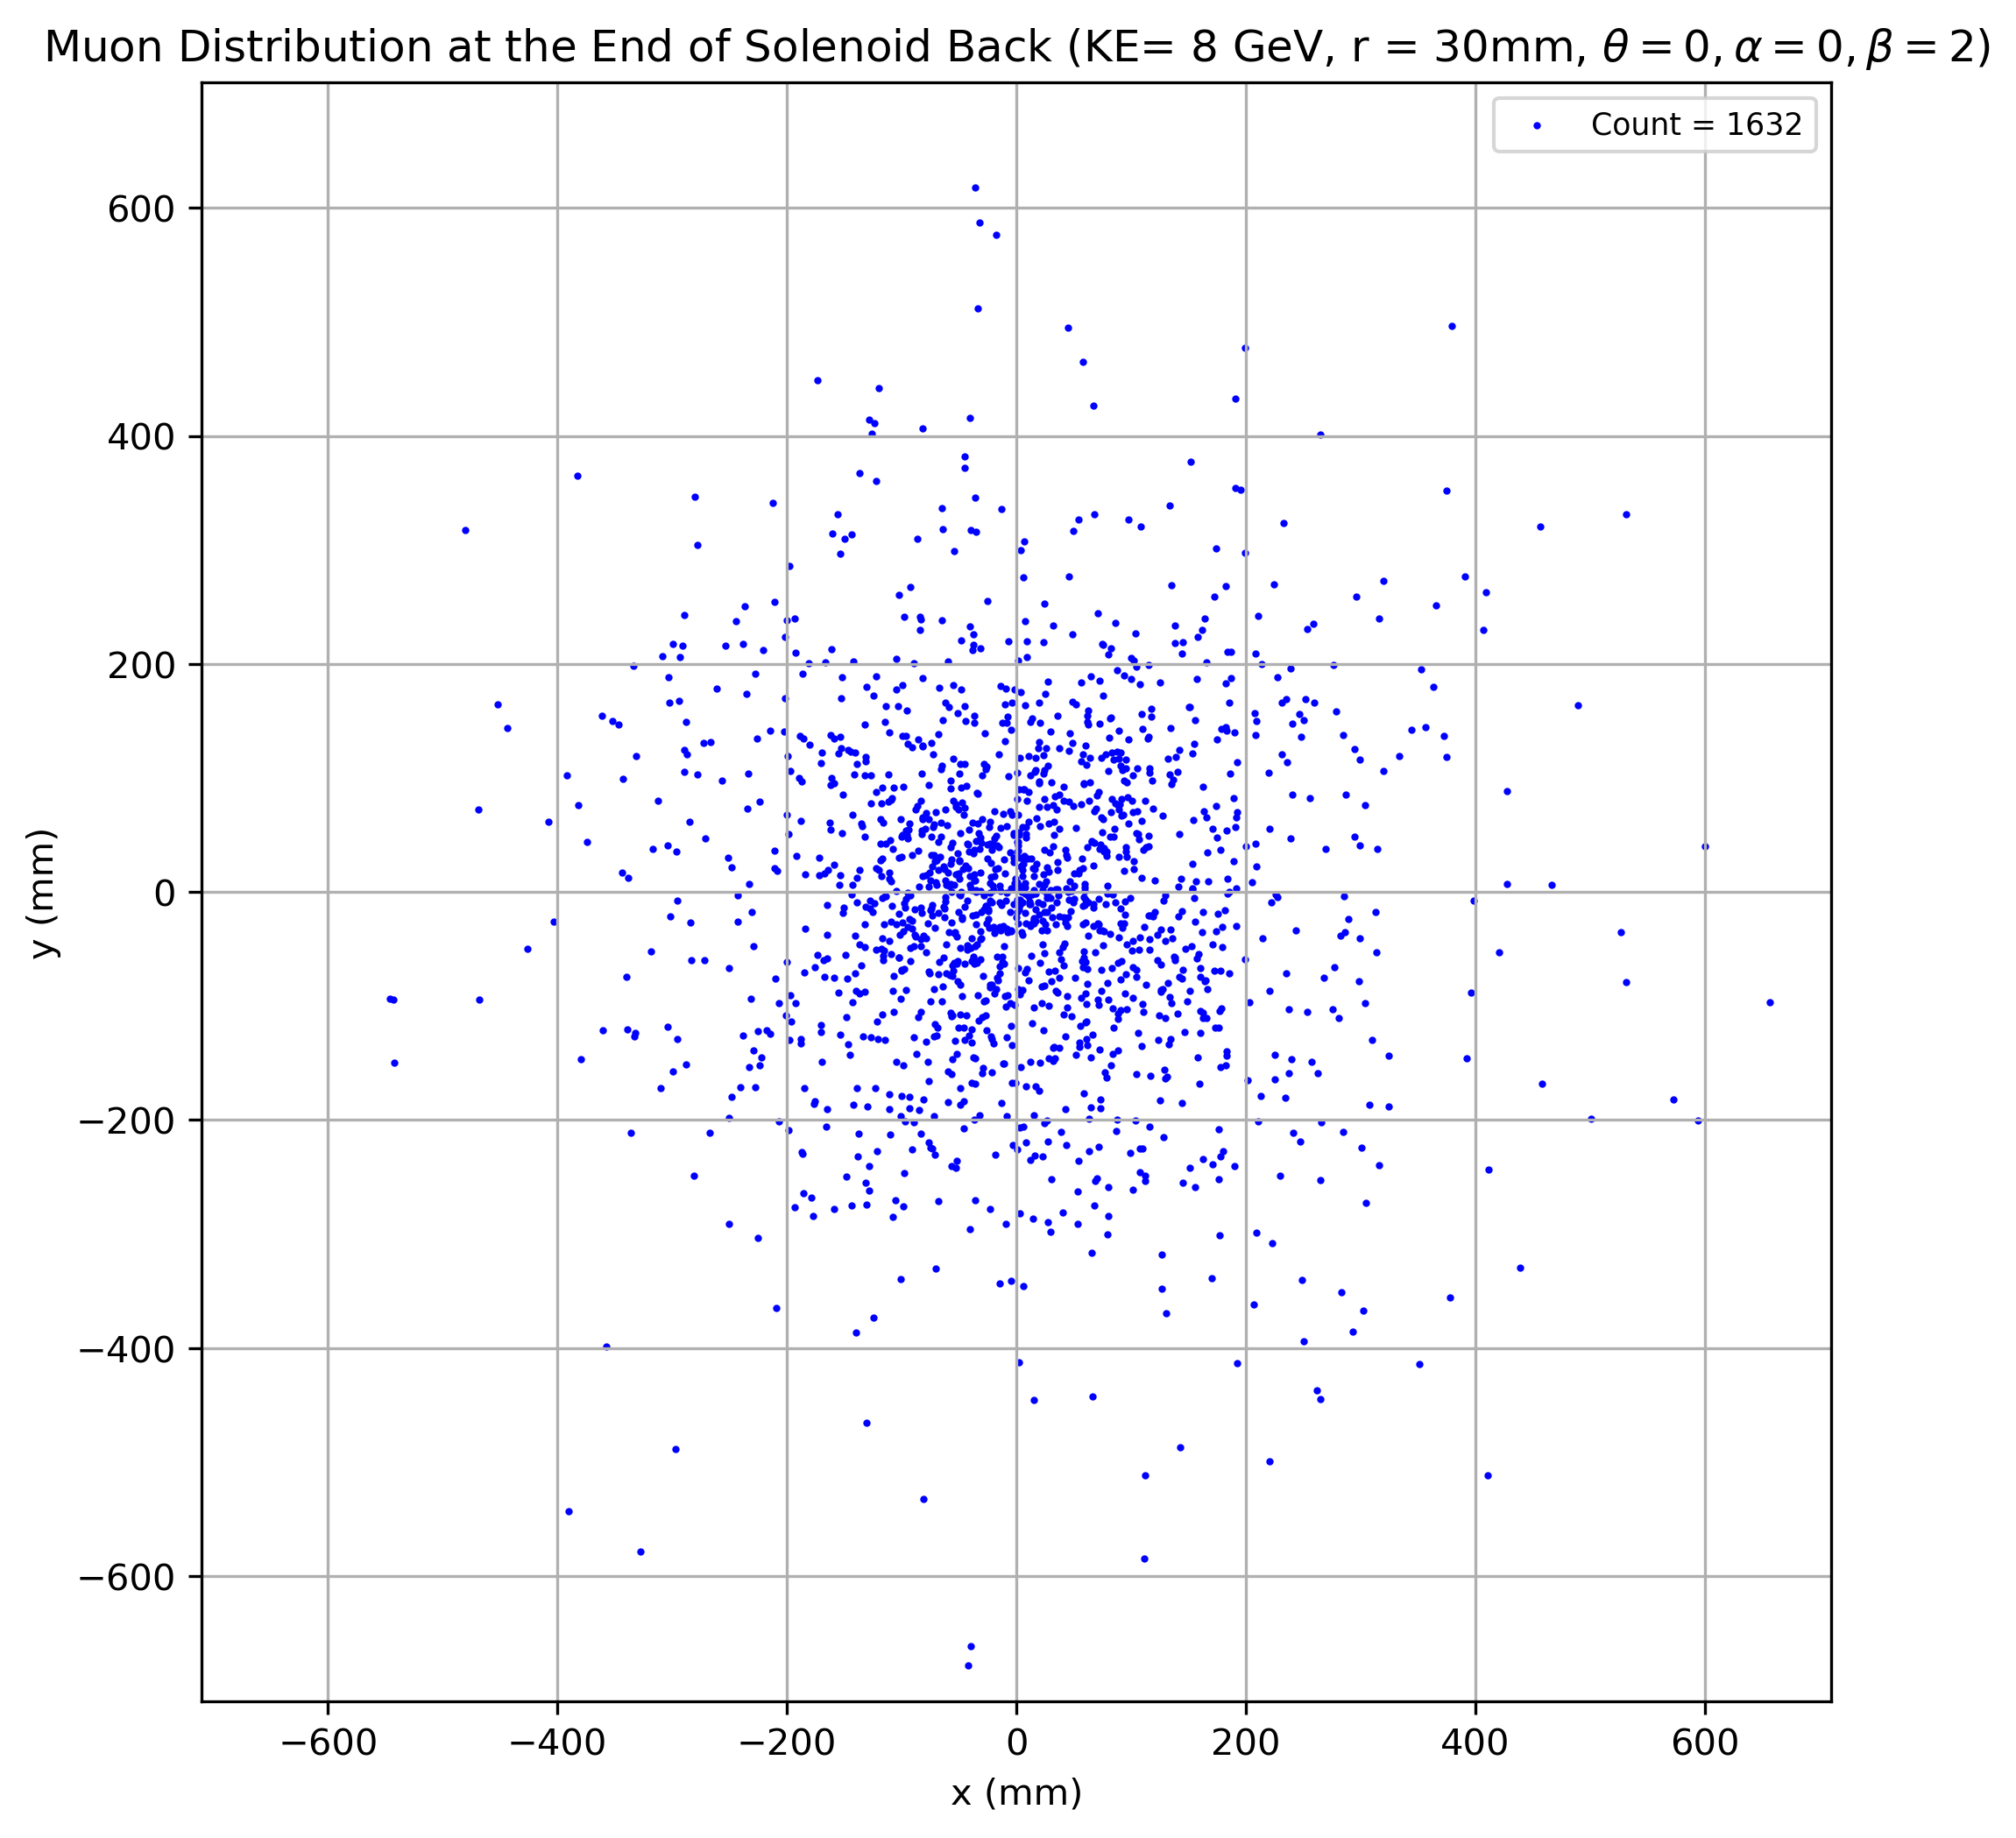 Muon Distribution at the End of Solenoid Back (KE= 8 GeV, r = 30mm, θ = 0, α = 0, β = 2)
Count = 1632
600
400
200
0
−200
−400
−600
y (mm)
−600 −400 −200 0 200 400 600
x (mm)